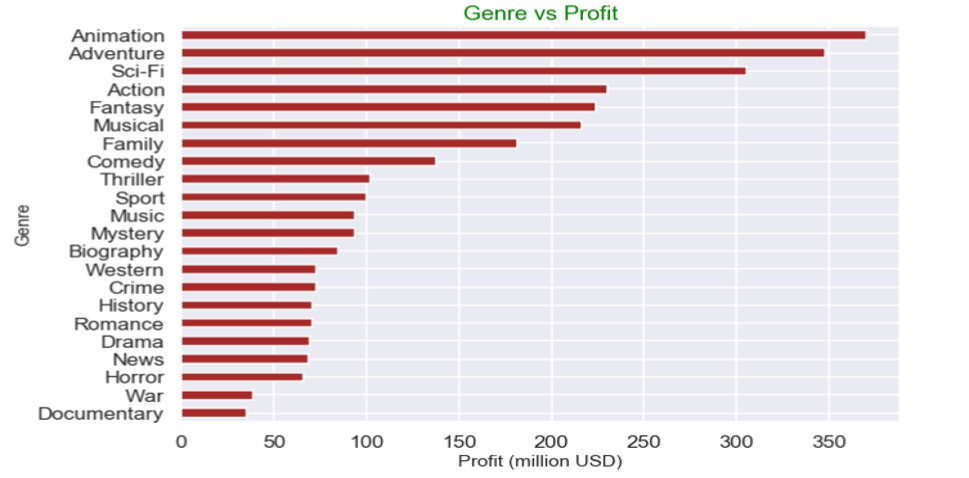 Genre vs Profit
Animation
Adventure
Sci-Fi
Action
Fantasy
Musical
Family
Comedy
Thriller
Sport
Music
Mystery
Biography
Western
Crime
History
Romance
Drama
News
Horror
War
Documentary
Genre
0 50 100 150 200 250 300 350
Profit (million USD)